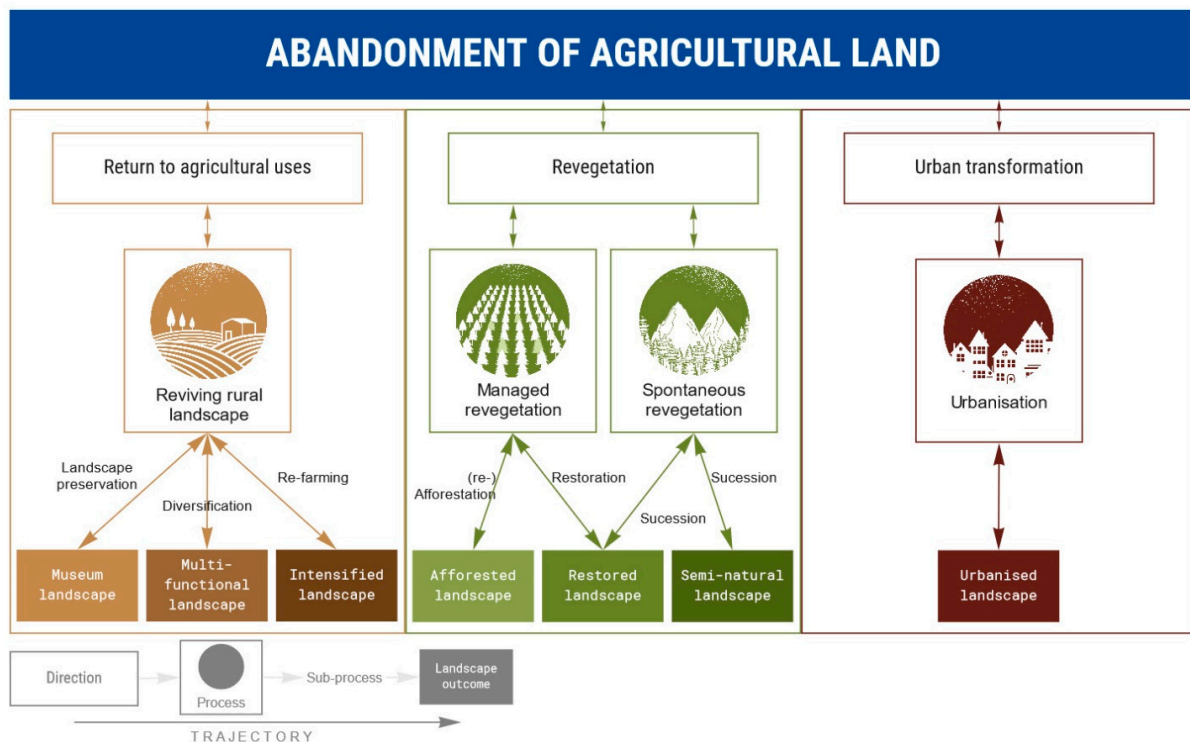 ABANDONMENT OF AGRICULTURAL LAND
Return to agricultural uses
Revegetation
Urban transformation
Reviving rural
landscape
Managed
revegetation
Spontaneous
revegetation
Urbanisation
Landscape
preservation
Diversification
Re-farming
(re-)
Afforestation
Restoration
Sucession
Sucession
Museum
landscape
Multi-
functional
landscape
Intensified
landscape
Afforested
landscape
Restored
landscape
Semi-natural
landscape
Urbanised
landscape
Direction
Process
Sub-process
Landscape
outcome
TRAJECTORY